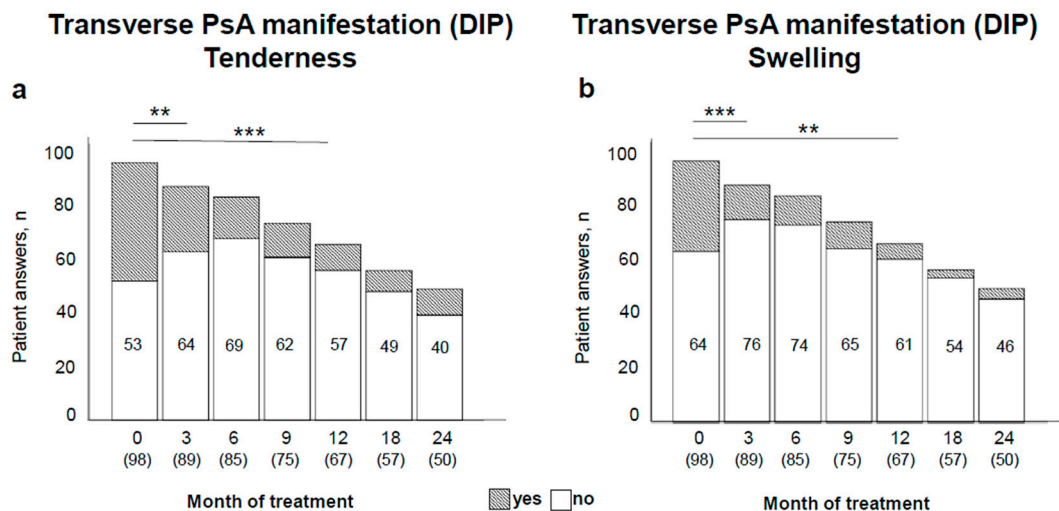 Transverse PsA manifestation (DIP)
Tenderness
a
**
***
Patient answers, n
100
80
60
40
20
0
53 64 69 62 57 49 40
0 3 6 9 12 18 24
(98) (89) (85) (75) (67) (57) (50)
Month of treatment
Transverse PsA manifestation (DIP)
Swelling
b
***
**
Patient answers, n
100
80
60
40
20
0
64 76 74 65 61 54 46
0 3 6 9 12 18 24
(98) (89) (85) (75) (67) (57) (50)
Month of treatment
yes no